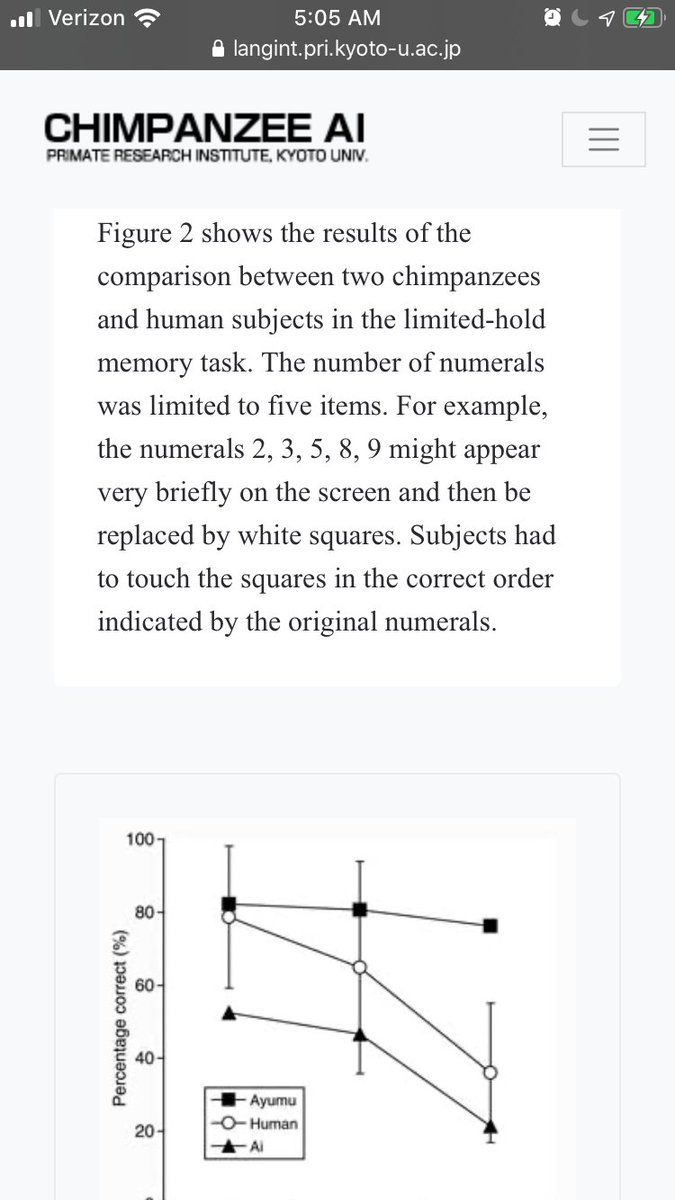 Verizon
5:05 AM
langint.pri.kyoto-u.ac.jp
CHIMPANZEE AI
PRIMATE RESEARCH INSTITUTE, KYOTO UNIV.
Figure 2 shows the results of the
comparison between two chimpanzees
and human subjects in the limited-hold
memory task. The number of numerals
was limited to five items. For example,
the numerals 2, 3, 5, 8, 9 might appear
very briefly on the screen and then be
replaced by white squares. Subjects had
to touch the squares in the correct order
indicated by the original numerals.
Percentage correct (%)
100
80
60
40
20
Ayumu
Human
Ai